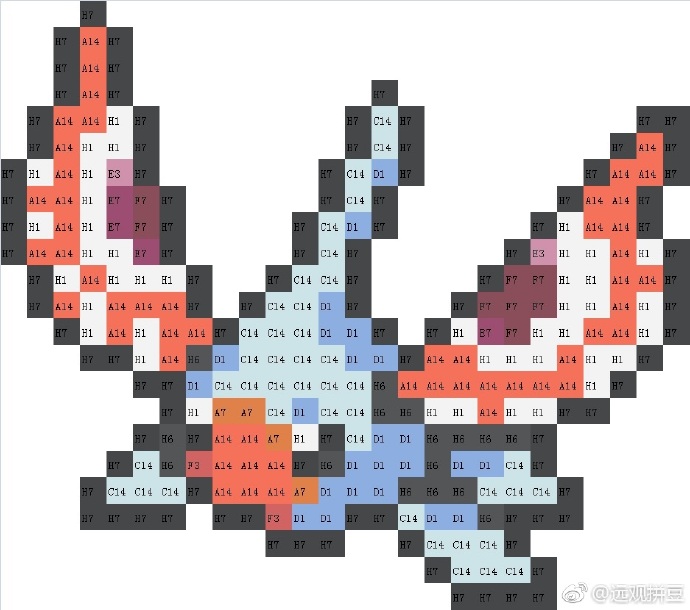 H7
H7 A14 H7
H7 A14 H7
H7 A14 H7 H7
H7 A14 A14 H1 H7 H7 C14 H7 H7 H7
H7 A14 H1 H1 H7 H7 C14 H7 H7 A14 H7
H7 H1 A14 H1 E3 H7 H7 C14 D1 H7 H7 A14 A14 H7
H7 A14 A14 H1 E7 F7 H7 H7 C14 H7 H7 A14 A14 H7
H7 H1 A14 H1 E7 F7 H7 H7 C14 D1 H7 H7 H1 A14 A14 H7
H7 A14 A14 H1 H1 E7 H7 H7 C14 H7 H7 H3 H1 H1 A14 H1 H7
H7 H1 A14 H1 H1 H1 H7 H7 C14 C14 H7 H7 F7 F7 H1 H1 A14 A14 H7
H7 A14 H1 A14 A14 A14 H7 H7 C14 C14 D1 H7 H7 F7 F7 F7 H1 H1 A14 H1 H7
H7 H1 A14 H1 A14 A14 H7 C14 C14 C14 D1 D1 H7 H7 H1 E7 F7 H1 H1 A14 A14 H1 H7
H7 H7 H1 A14 H6 D1 C14 C14 C14 C14 D1 D1 H7 A14 A14 H1 H1 H1 A14 H1 H1 H7
H7 H7 D1 C14 C14 C14 C14 C14 C14 H6 A14 A14 A14 A14 A14 A14 A14 H1 H7
H7 H1 A7 A7 C14 D1 C14 C14 H6 H6 H1 H1 A14 H1 H1 H7 H7
H7 H6 H7 A14 A14 A7 H1 H7 C14 D1 D1 H6 H6 H6 H6 H7
H7 C14 H6 F3 A14 A14 A14 H7 H6 D1 D1 D1 H6 D1 D1 C14 H7
H7 C14 C14 C14 H7 A14 A14 A14 A7 D1 D1 D1 H6 H6 H6 C14 C14 C14 H7
H7 H7 H7 H7 H7 H7 F3 D1 D1 H7 H7 C14 D1 D1 H6 H7 H7 H7
H7 H7 H7 H7 C14 C14 C14 H7
H7 C14 C14 C14 H7
H7 H7 H7 H7
@远观拼豆